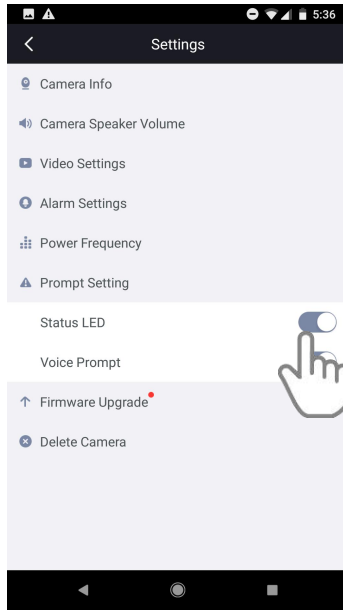 5:36
Settings
Camera Info
Camera Speaker Volume
Video Settings
Alarm Settings
Power Frequency
Prompt Setting
Status LED
Voice Prompt
Firmware Upgrade
Delete Camera